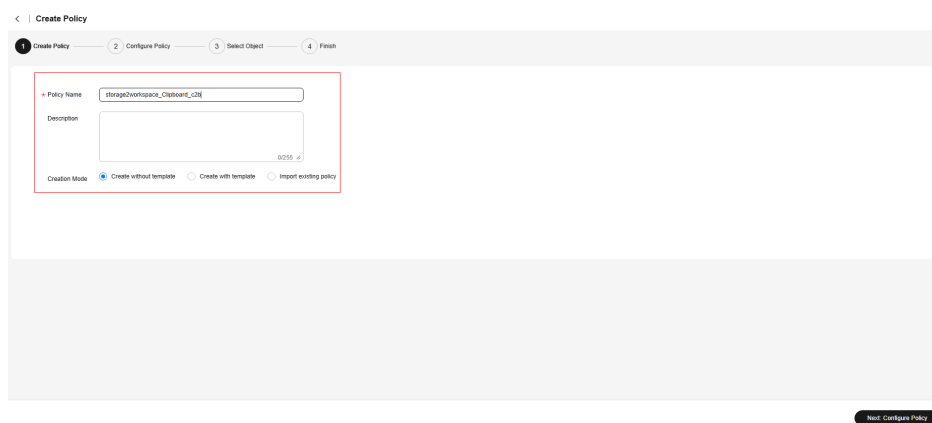 < | Create Policy
1 Create Policy 2 Configure Policy 3 Select Object 4 Finish
* Policy Name storage2workspace_Clipboard_c2b
Description
0/255
Creation Mode Create without template Create with template Import existing policy
Next: Configure Policy